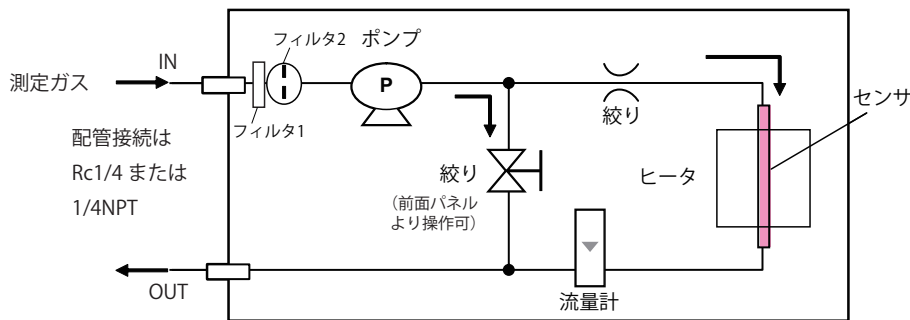 フィルタ2
ポンプ
IN
測定ガス
P
センサ
フィルタ1
絞り
配管接続は
Rc1/4 または
1/4NPT
絞り
(前面パネル
より操作可)
ヒータ
OUT
流量計